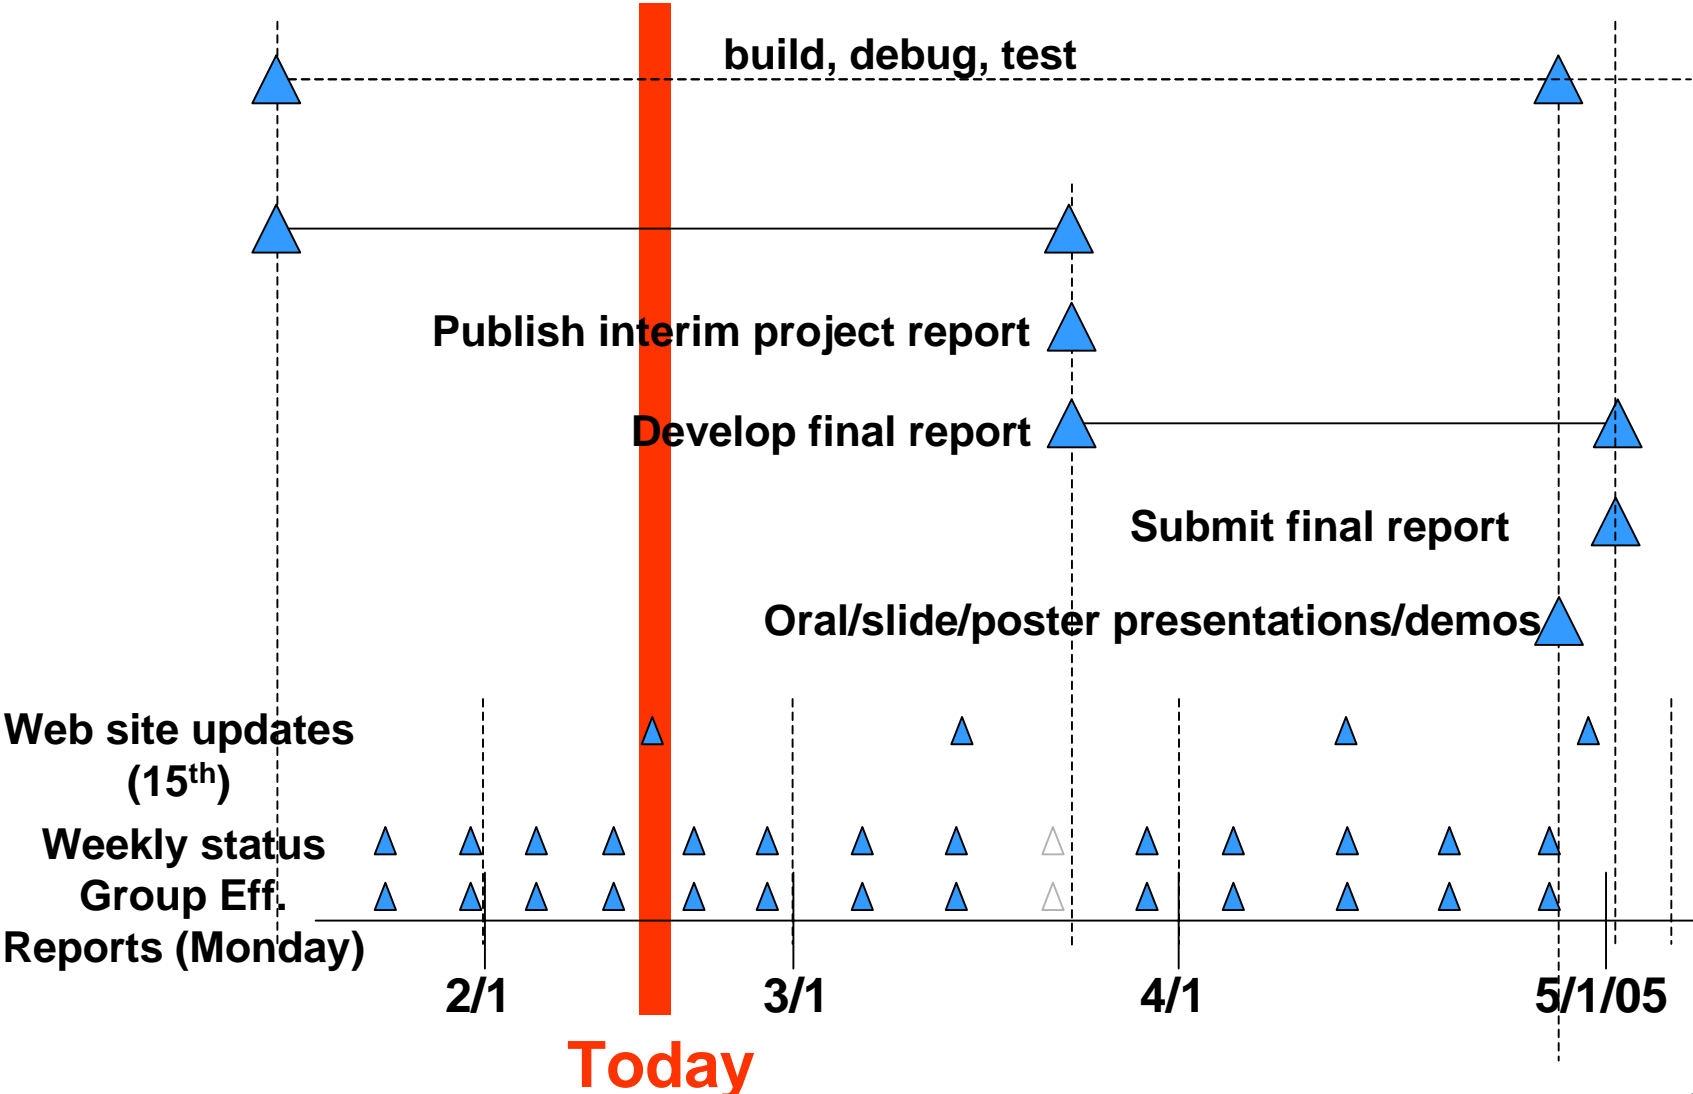 build, debug, test
Publish interim project report
Develop final report
Submit final report
Oral/slide/poster presentations/demos
Web site updates
(15th)
Weekly status
Group Eff.
Reports (Monday)
2/1 3/1 4/1 5/1/05
Today